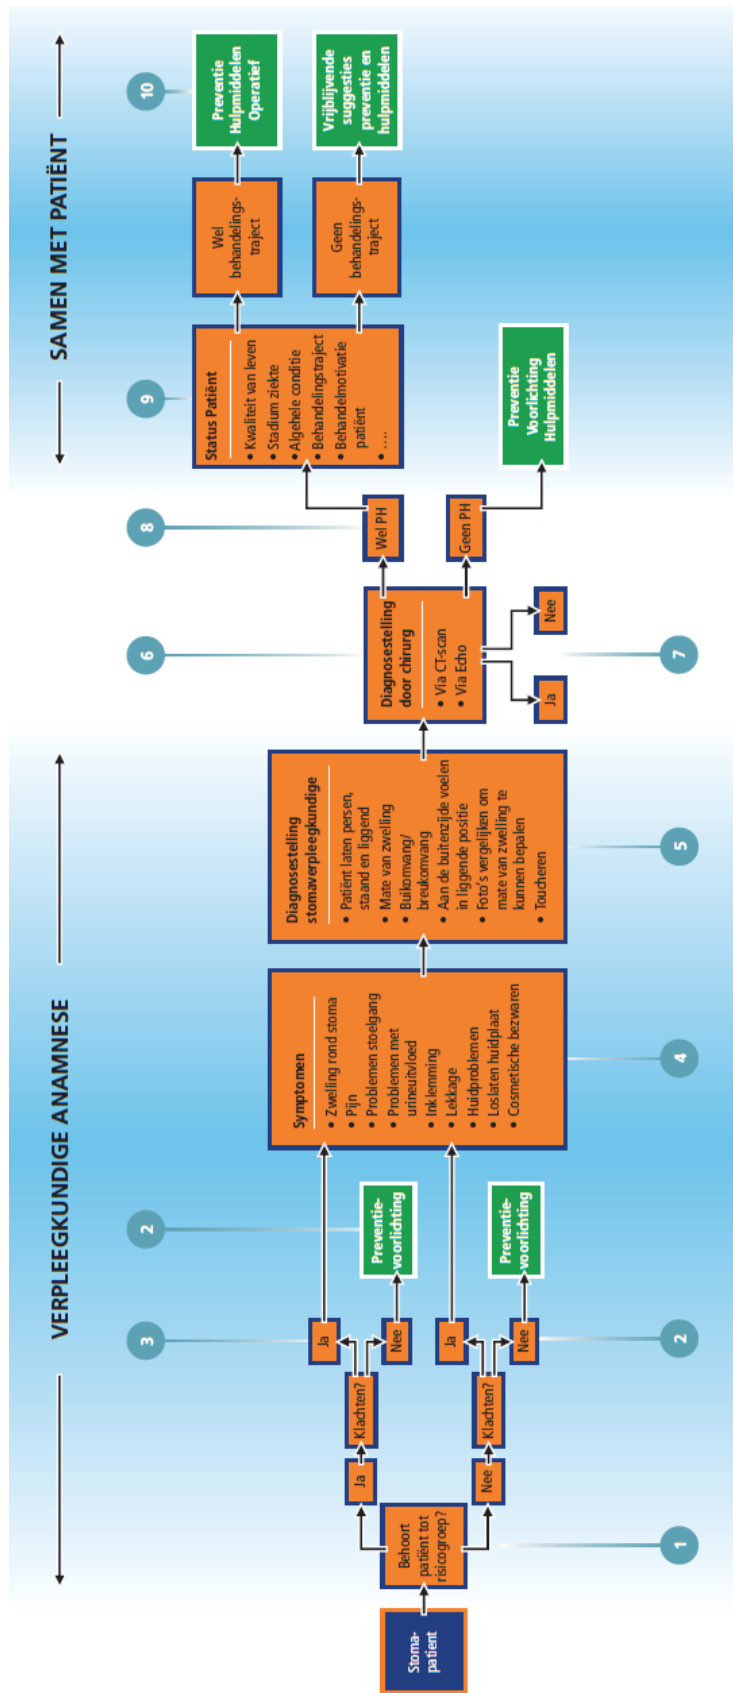 VERPLEEGKUNDIGE ANAMNESE
SAMEN MET PATIËNT
Stoma-
patient
Behoort
patiënt tot
risicogroep?
1
Ja
Klachten?
Ja
3
Nee
Preventie-
voorlichting
2
Nee
Klachten?
Ja
Nee
2
Preventie-
voorlichting
Symptomen
• Zwelling rond stoma
• Pijn
• Problemen stoelgang
• Problemen met
urineuitvloed
• Inklemming
• Lekkage
• Huidproblemen
• Loslaten huidplaat
• Cosmetische bezwaren
4
Diagnosestelling
stomaverpleegkundige
• Patiënt laten persen,
staand en liggend
• Mate van zwelling
• Buikomvang/
breukomvang
• Aan de buitenzijde voelen
in liggende positie
• Foto's vergelijken om
mate van zwelling te
kunnen bepalen
• Toucheren
5
6
Diagnosestelling
door chirurg
• Via CT-scan
• Via Echo
Ja
Nee
7
8
Wel PH
Geen PH
Preventie
Voorlichting
Hulpmiddelen
9
Status Patiënt
• Kwaliteit van leven
• Stadium ziekte
• Algehele conditie
• Behandelingstraject
• Behandelmotivatie
patiënt
• ....
Wel
behandelings-
traject
Geen
behandelings-
traject
10
Preventie
Hulpmiddelen
Operatief
Vrijblijvende
suggesties
preventie en
hulpmiddelen